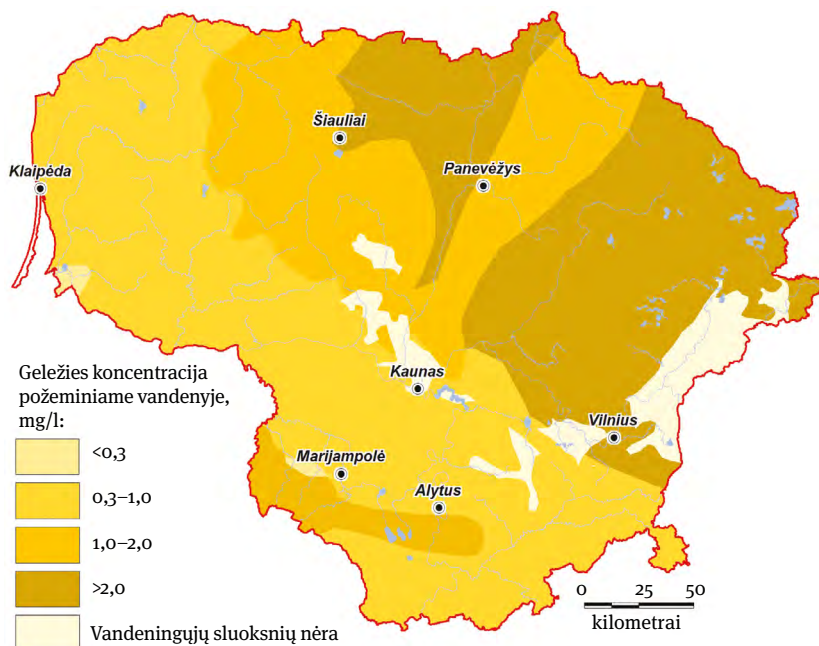 Šiauliai
Klaipėda
Panevėžys
Kaunas
Vilnius
Marijampolė
Alytus
Geležies koncentracija
požeminiame vandenyje,
mg/l:
<0,3
0,3–1,0
1,0–2,0
>2,0
Vandeningųjų sluoksnių nėra
0 25 50
kilometrai